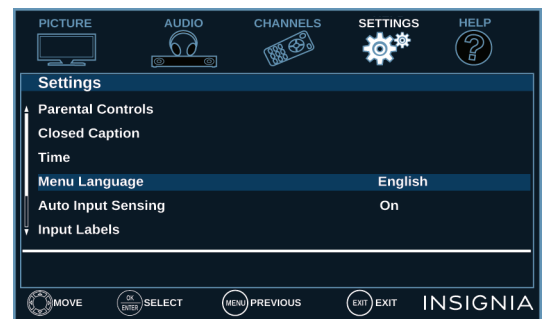 PICTURE AUDIO CHANNELS SETTINGS HELP
?
Settings
Parental Controls
Closed Caption
Time
Menu Language English
Auto Input Sensing On
Input Labels
MOVE OK ENTER SELECT MENU PREVIOUS EXIT EXIT INSIGNIA